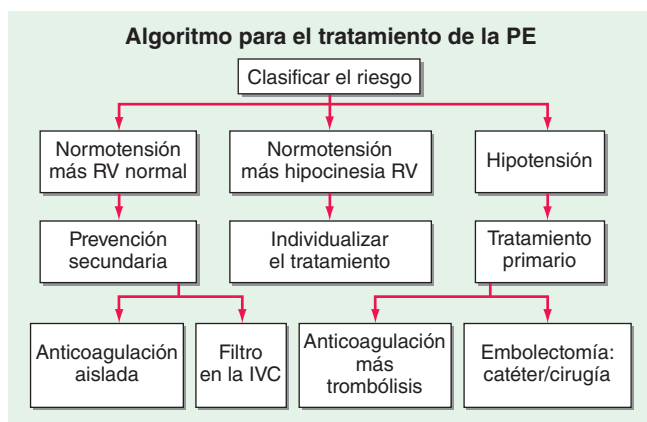 Algoritmo para el tratamiento de la PE
Clasificar el riesgo
Normotensión
más RV normal
Normotensión
más hipocinesia RV
Hipotensión
Prevención
secundaria
Individualizar
el tratamiento
Tratamiento
primario
Anticoagulación
aislada
Filtro
en la IVC
Anticoagulación
más
trombólisis
Embolectomía:
catéter/cirugía